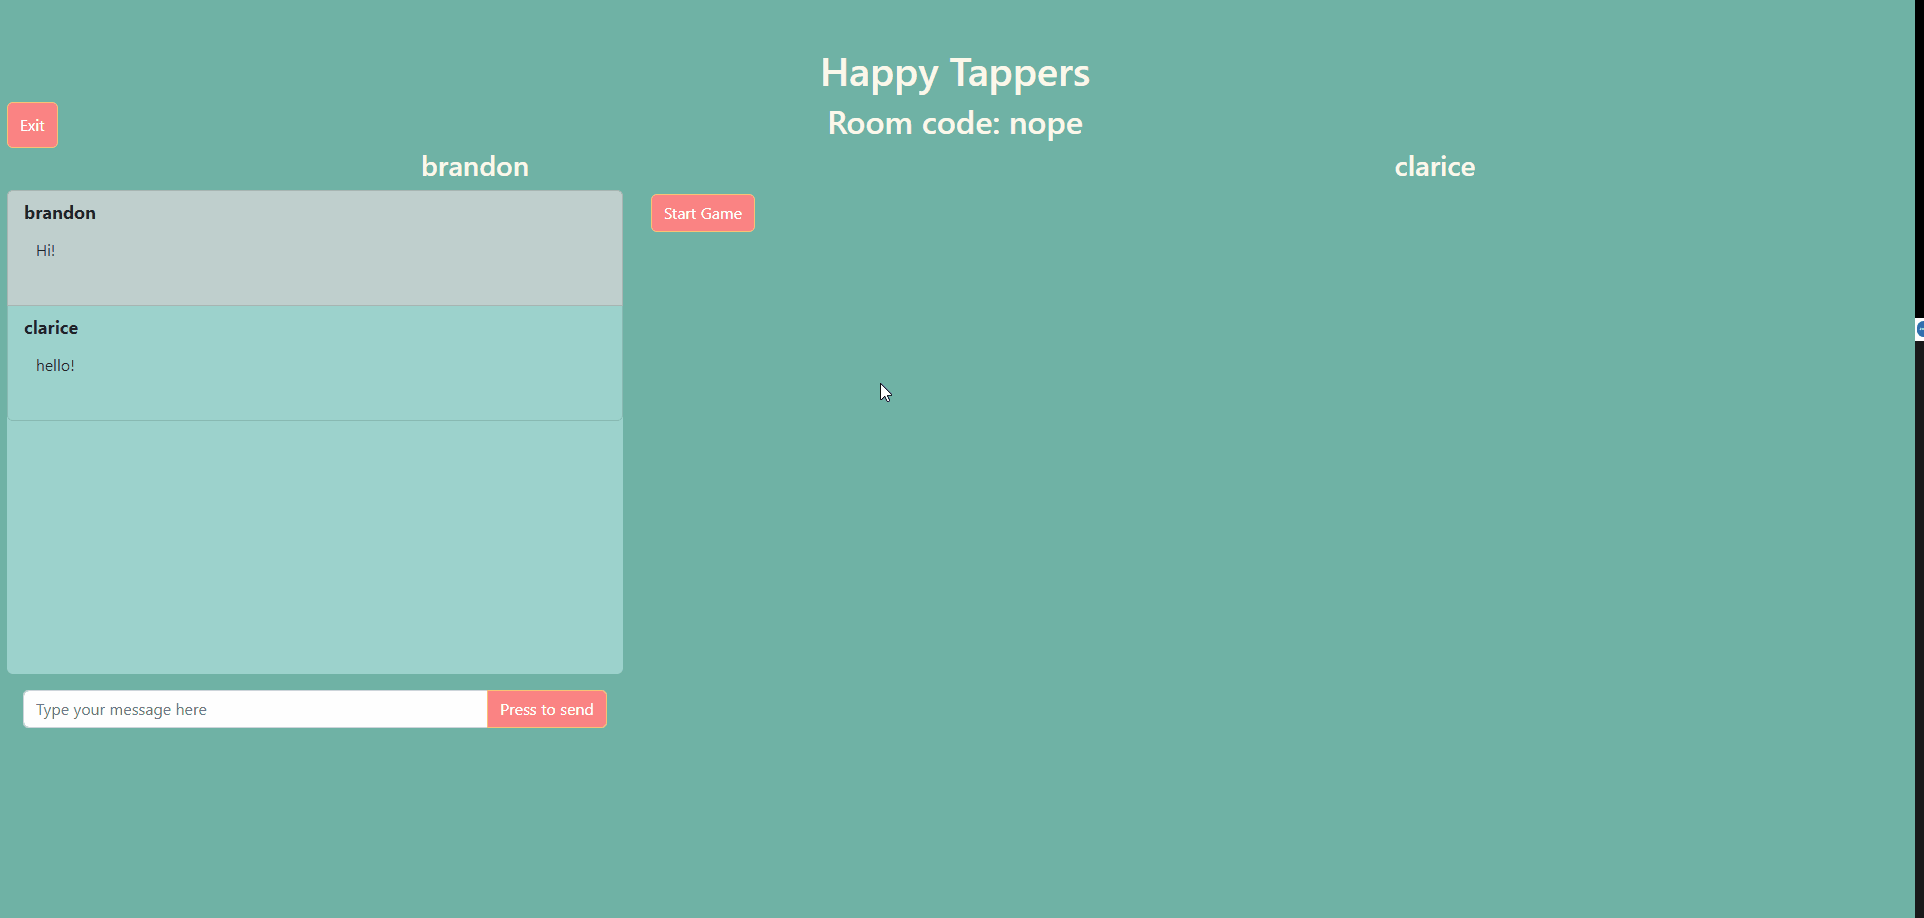 Happy Tappers
Exit
Room code: nope
brandon
clarice
brandon
Hi!
Start Game
clarice
hello!
Type your message here
Press to send